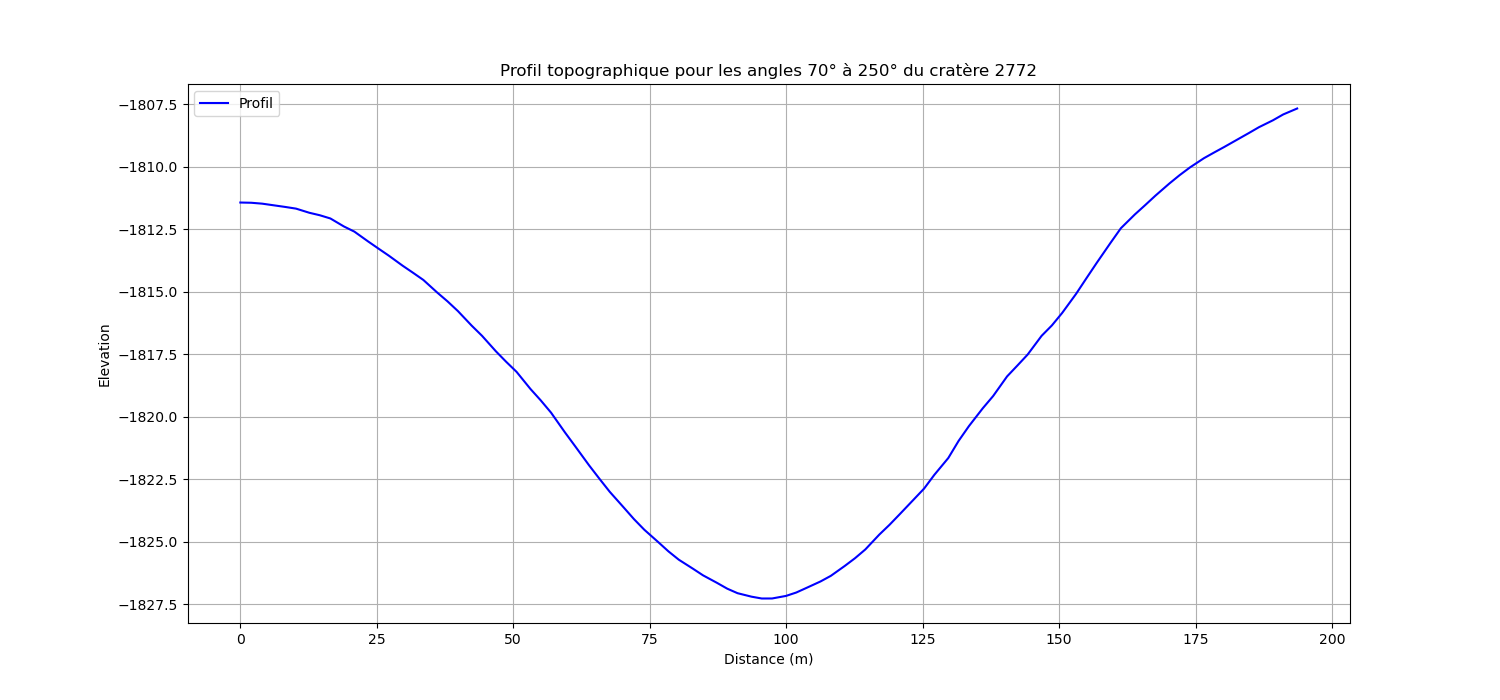 Profil topographique pour les angles 70° à 250° du cratère 2772
Profil
−1807.5
−1810.0
−1812.5
−1815.0
−1817.5
−1820.0
−1822.5
−1825.0
−1827.5
Elevation
0 25 50 75 100 125 150 175 200
Distance (m)